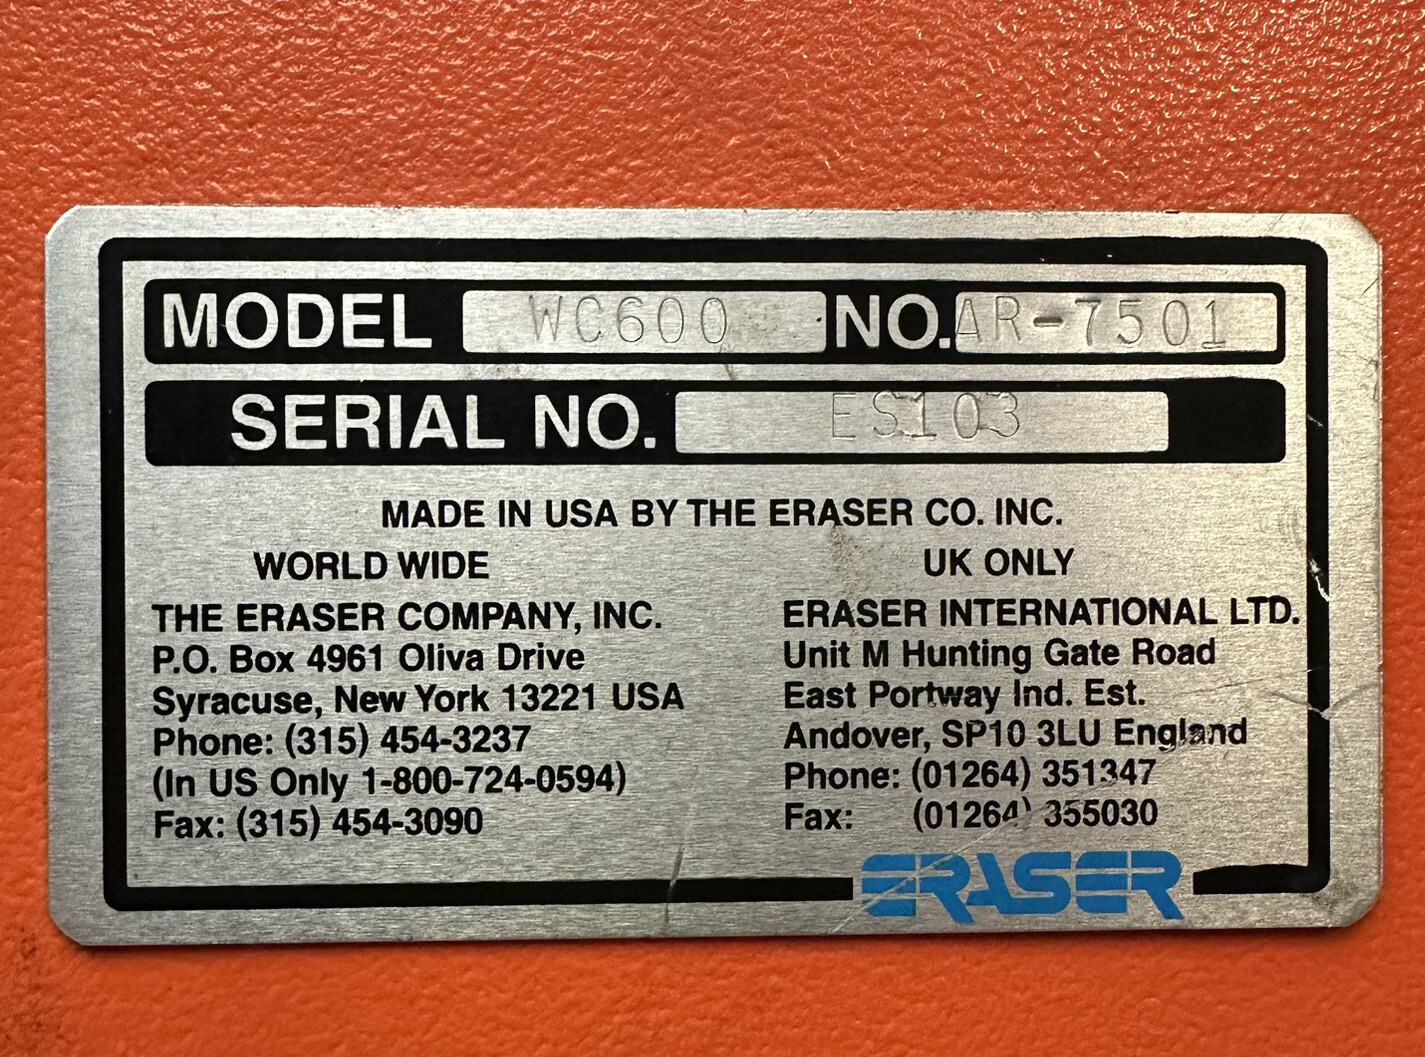 MODEL WC600 NO. AR-7501
SERIAL NO. ES103
MADE IN USA BY THE ERASER CO. INC.
WORLD WIDE
THE ERASER COMPANY, INC.
P.O. Box 4961 Oliva Drive
Syracuse, New York 13221 USA
Phone: (315) 454-3237
(In US Only 1-800-724-0594)
Fax: (315) 454-3090
UK ONLY
ERASER INTERNATIONAL LTD.
Unit M Hunting Gate Road
East Portway Ind. Est.
Andover, SP10 3LU England
Phone: (01264) 351347
Fax: (01264) 355030
ERASER